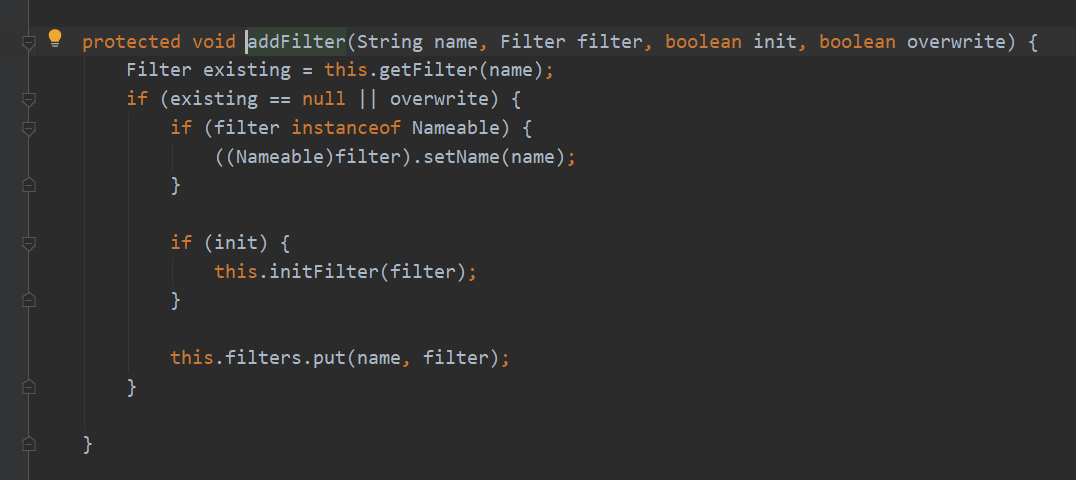 protected void addFilter(String name, Filter filter, boolean init, boolean overwrite) {
    Filter existing = this.getFilter(name);
    if (existing == null || overwrite) {
        if (filter instanceof Nameable) {
            ((Nameable)filter).setName(name);
        }

        if (init) {
            this.initFilter(filter);
        }

        this.filters.put(name, filter);
    }

}